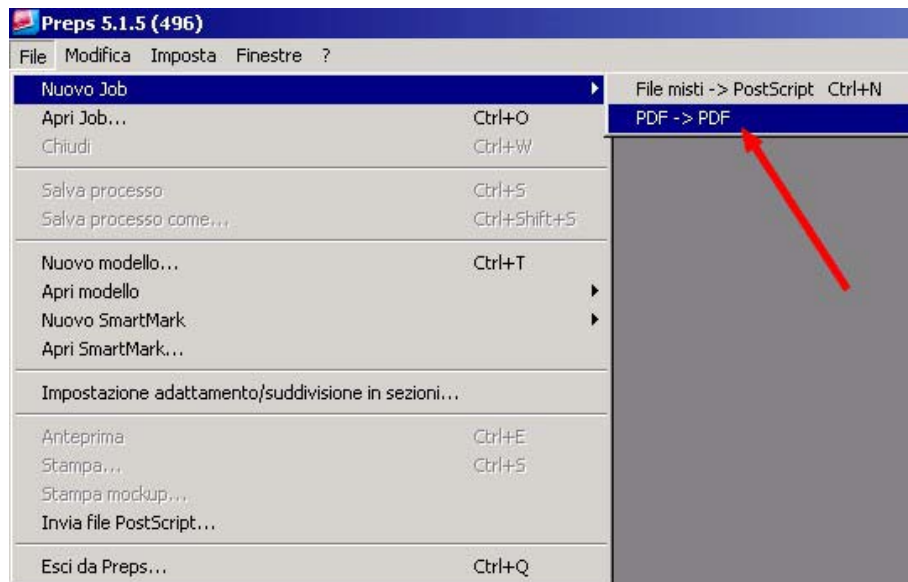 Preps 5.1.5 (496)
File Modifica Imposta Finestre ?
Nuovo Job
File misti -> PostScript Ctrl+N
Apri Job... Ctrl+O
PDF -> PDF
Chiudi Ctrl+W
Salva processo Ctrl+S
Salva processo come... Ctrl+Shift+S
Nuovo modello... Ctrl+T
Apri modello
Nuovo SmartMark
Apri SmartMark...
Impostazione adattamento/suddivisione in sezioni...
Anteprima Ctrl+E
Stampa... Ctrl+S
Stampa mockup...
Invia file PostScript...
Esci da Preps... Ctrl+Q